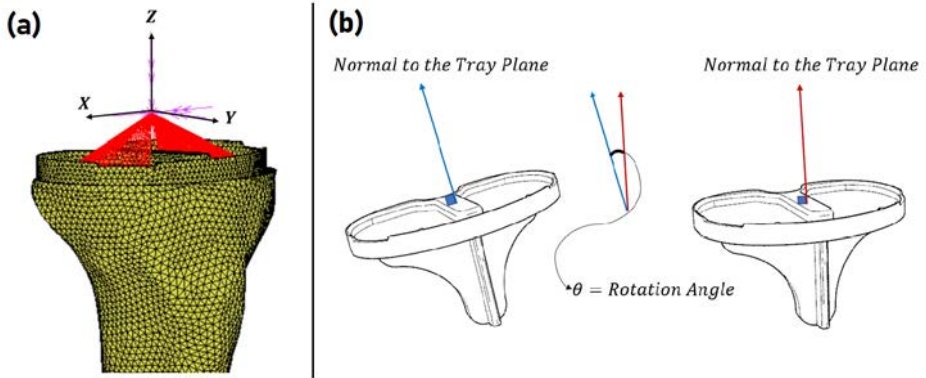 (a)
Z
X
Y
(b)
Normal to the Tray Plane
Normal to the Tray Plane
θ = Rotation Angle